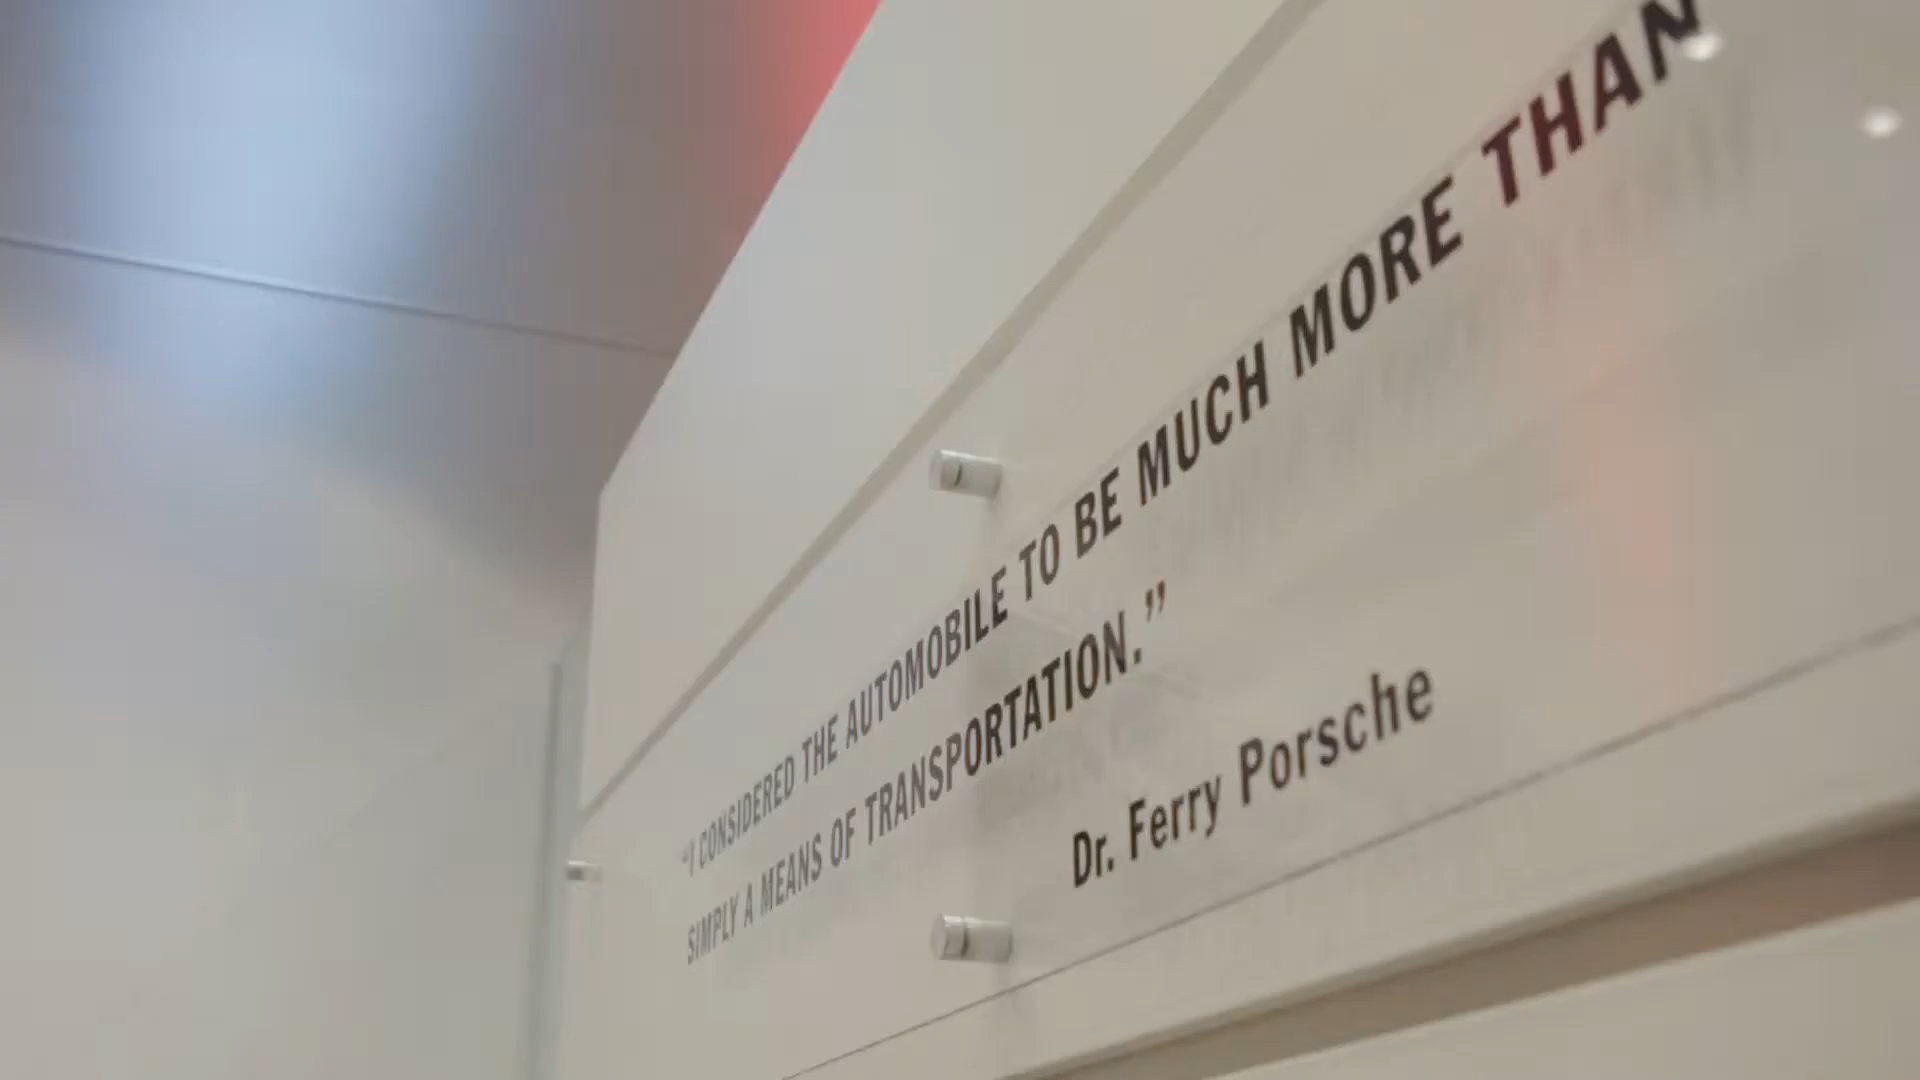 “I CONSIDERED THE AUTOMOBILE TO BE MUCH MORE THAN
SIMPLY A MEANS OF TRANSPORTATION.”
Dr. Ferry Porsche